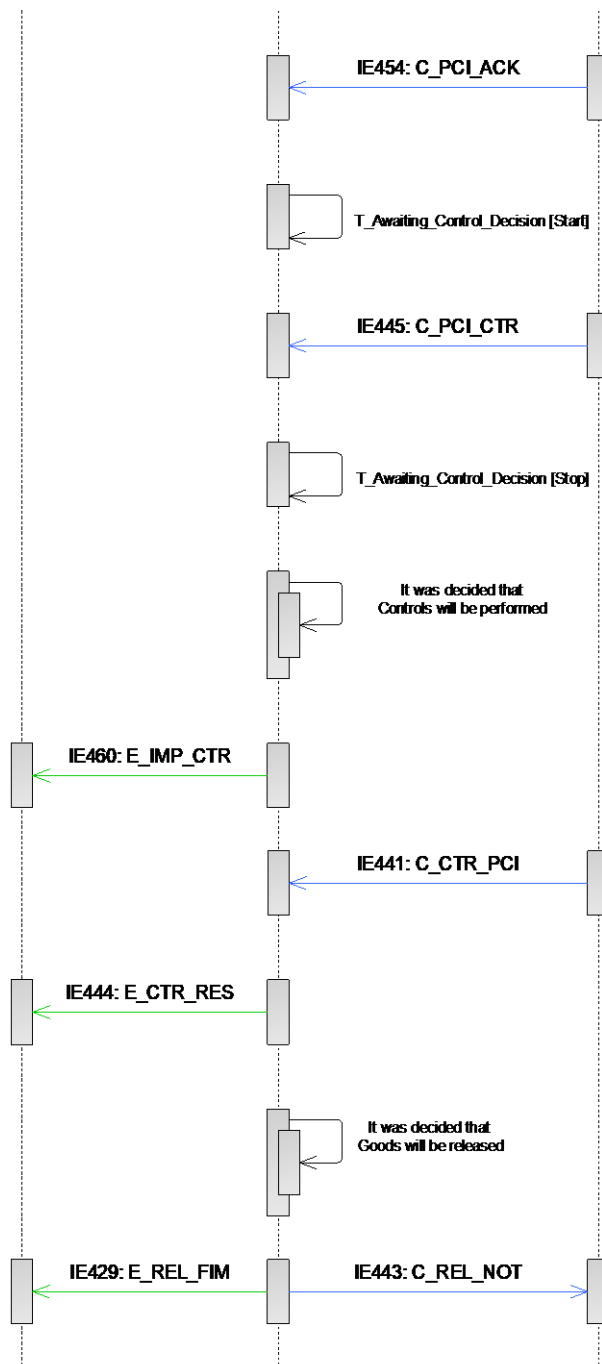 IE454: C_PCI_ACK
T_Awaiting_Control_Decision [Start]
IE445: C_PCI_CTR
T_Awaiting_Control_Decision [Stop]
It was decided that
Controls will be performed
IE460: E_IMP_CTR
IE441: C_CTR_PCI
IE444: E_CTR_RES
It was decided that
Goods will be released
IE429: E_REL_FIM
IE443: C_REL_NOT